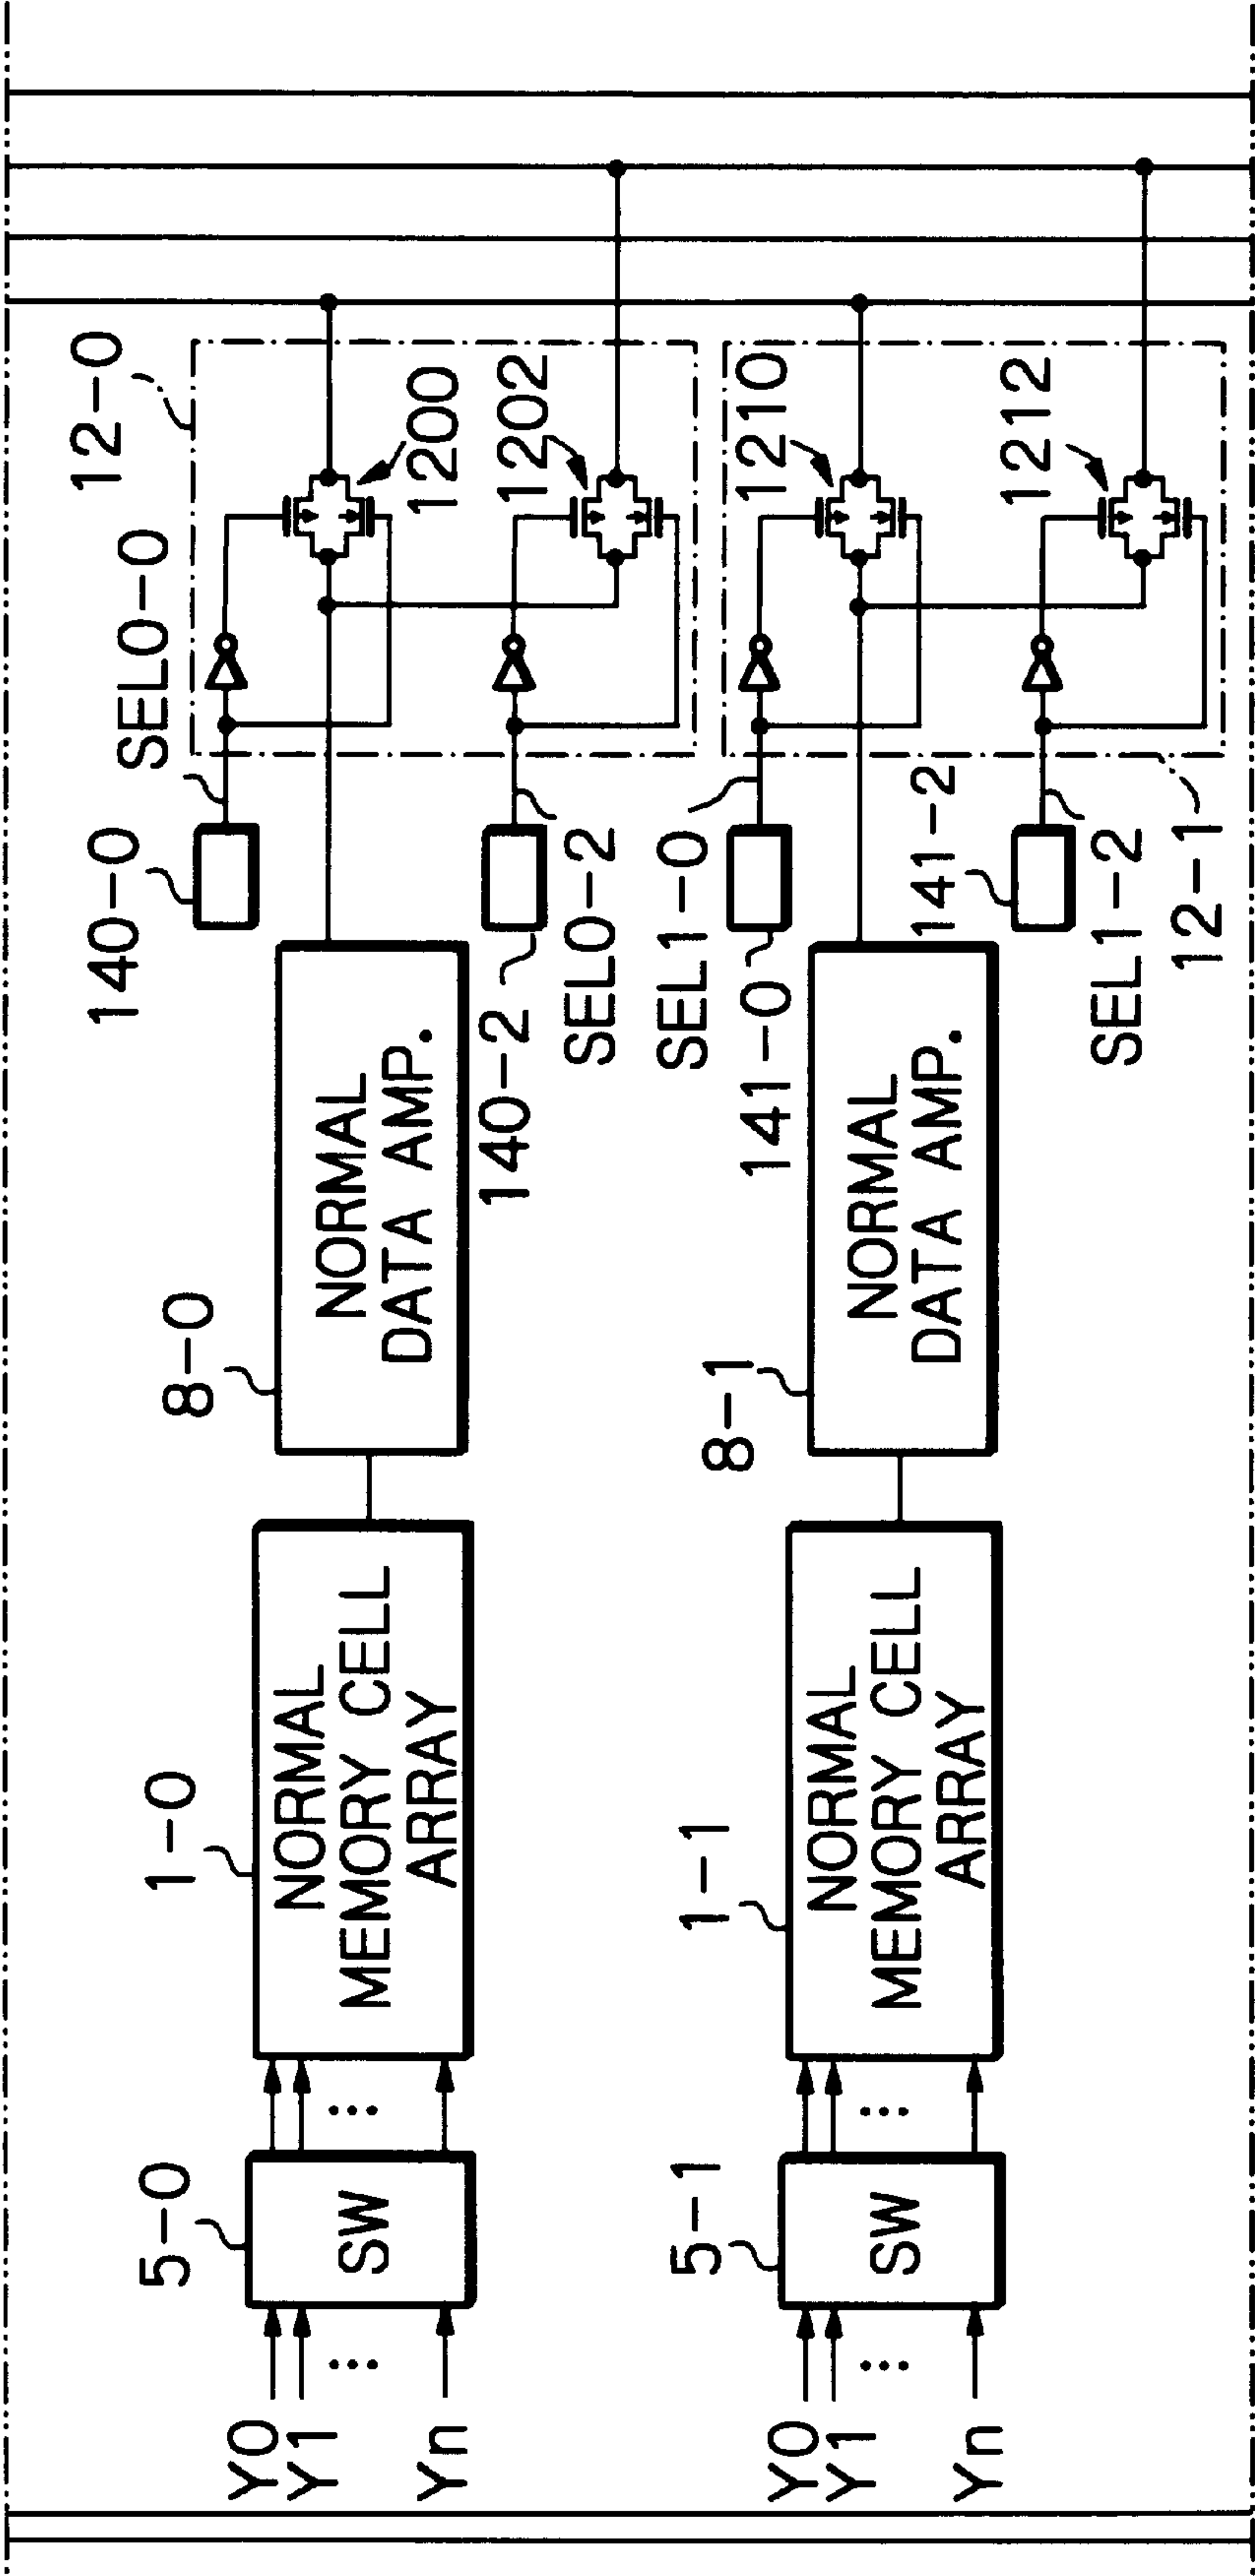 Y0
Y1
Yn
5-0
SW
1-0
NORMAL
MEMORY CELL
ARRAY
8-0
NORMAL
DATA AMP.
140-0
SEL0-0
12-0
1200
140-2
SEL0-2
1202
Y0
Y1
Yn
5-1
SW
1-1
NORMAL
MEMORY CELL
ARRAY
8-1
NORMAL
DATA AMP.
141-0
SEL1-0
1210
141-2
SEL1-2
12-1
1212